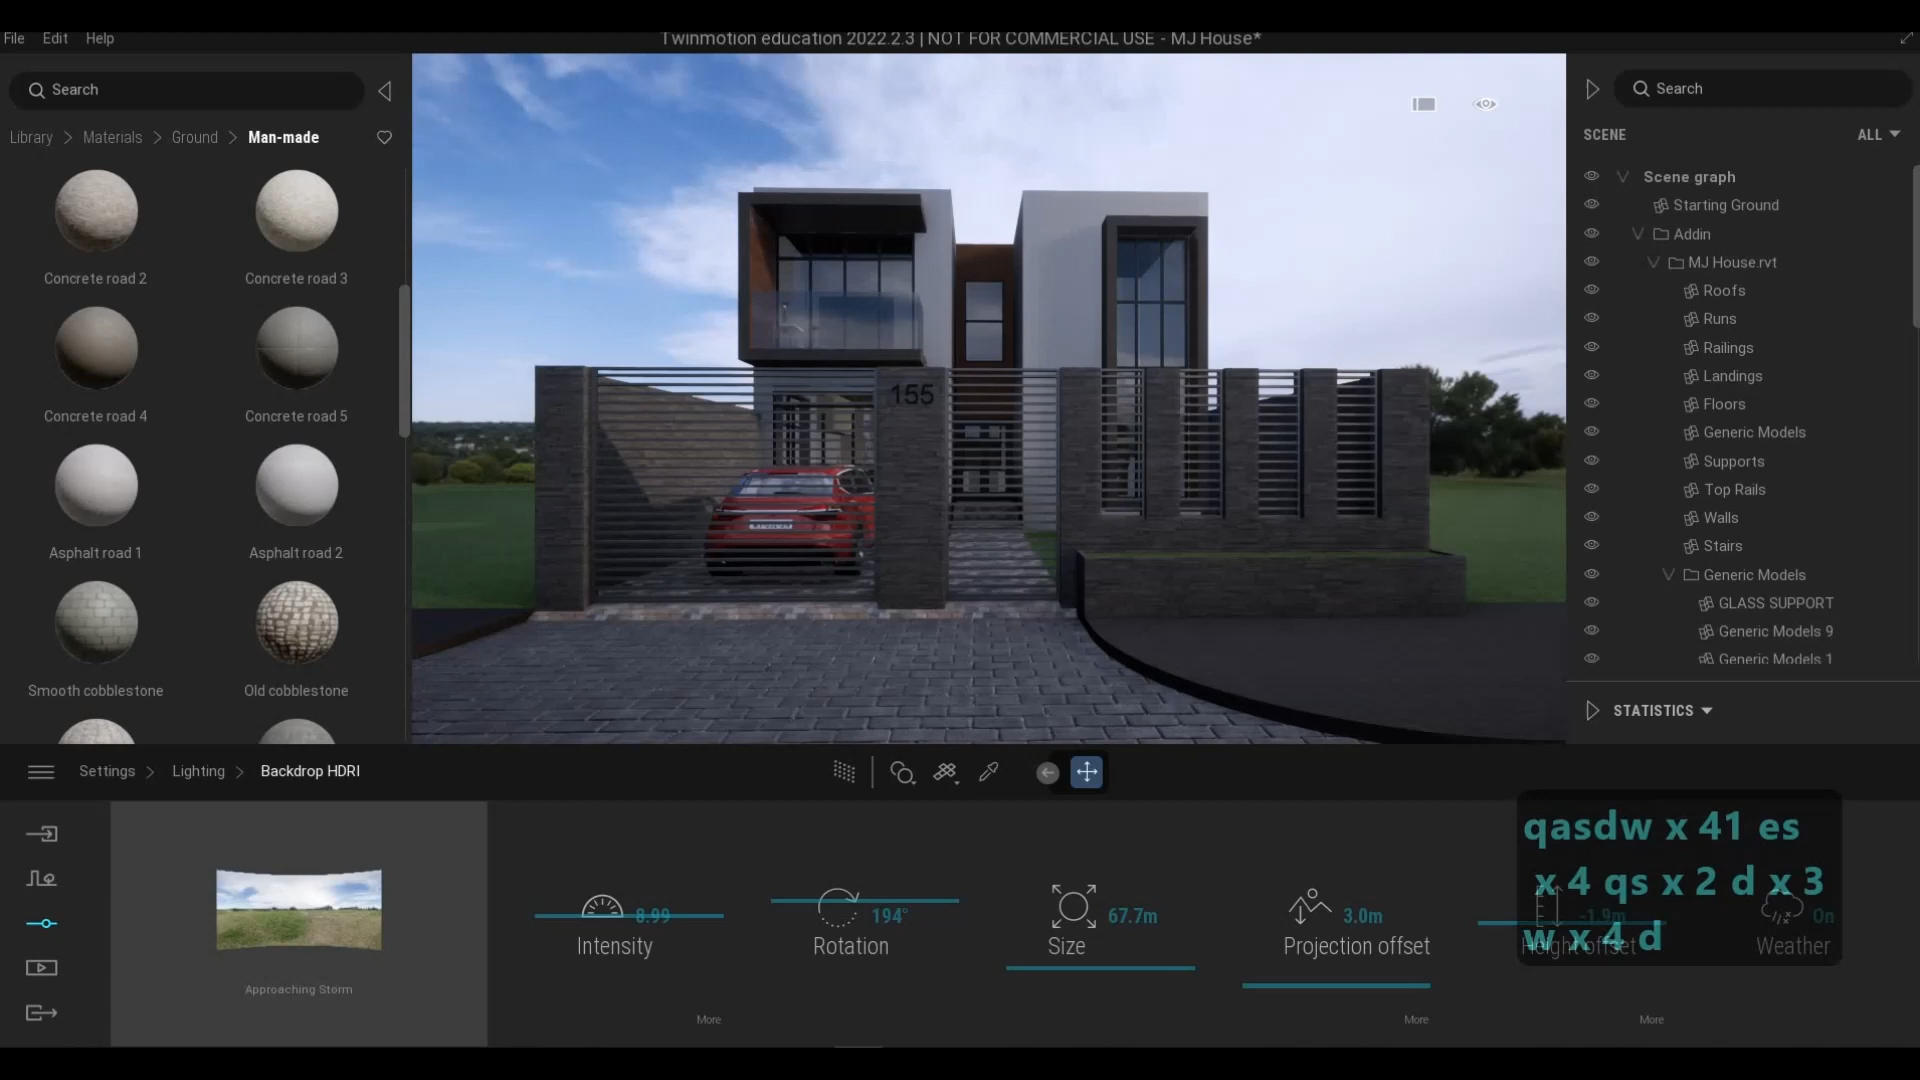 File Edit Help
Twinmotion education 2022.2.3 | NOT FOR COMMERCIAL USE - MJ House*
Search
Library > Materials > Ground > Man-made
Concrete road 2
Concrete road 3
Concrete road 4
Concrete road 5
Asphalt road 1
Asphalt road 2
Smooth cobblestone
Old cobblestone
155
Search
SCENE
ALL
Scene graph
Starting Ground
Addin
MJ House.rvt
Roofs
Runs
Railings
Landings
Floors
Generic Models
Supports
Top Rails
Walls
Stairs
Generic Models
GLASS SUPPORT
Generic Models 9
Generic Models 1
STATISTICS
Settings > Lighting > Backdrop HDRI
Approaching Storm
8.99
Intensity
More
194°
Rotation
67.7m
Size
3.0m
Projection offset
More
-1.9m
Height offset
More
On
Weather
qasdw x 41 es
x 4 qs x 2 d x 3
w x 4 d